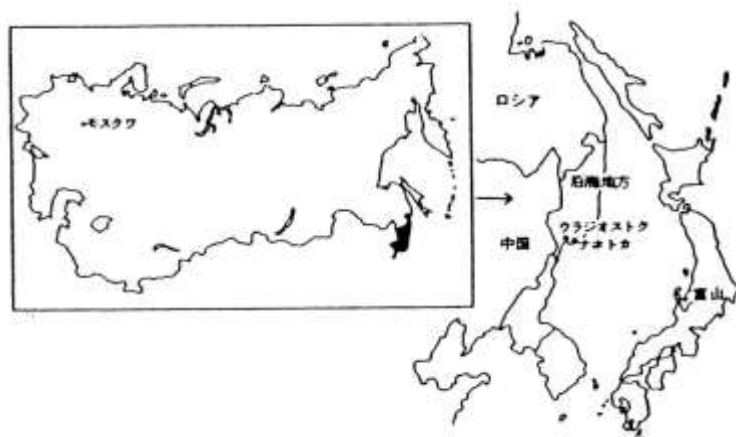 モスクワ
ロシア
沿海地方
ウラジオストク
ナホトカ
中国
富山